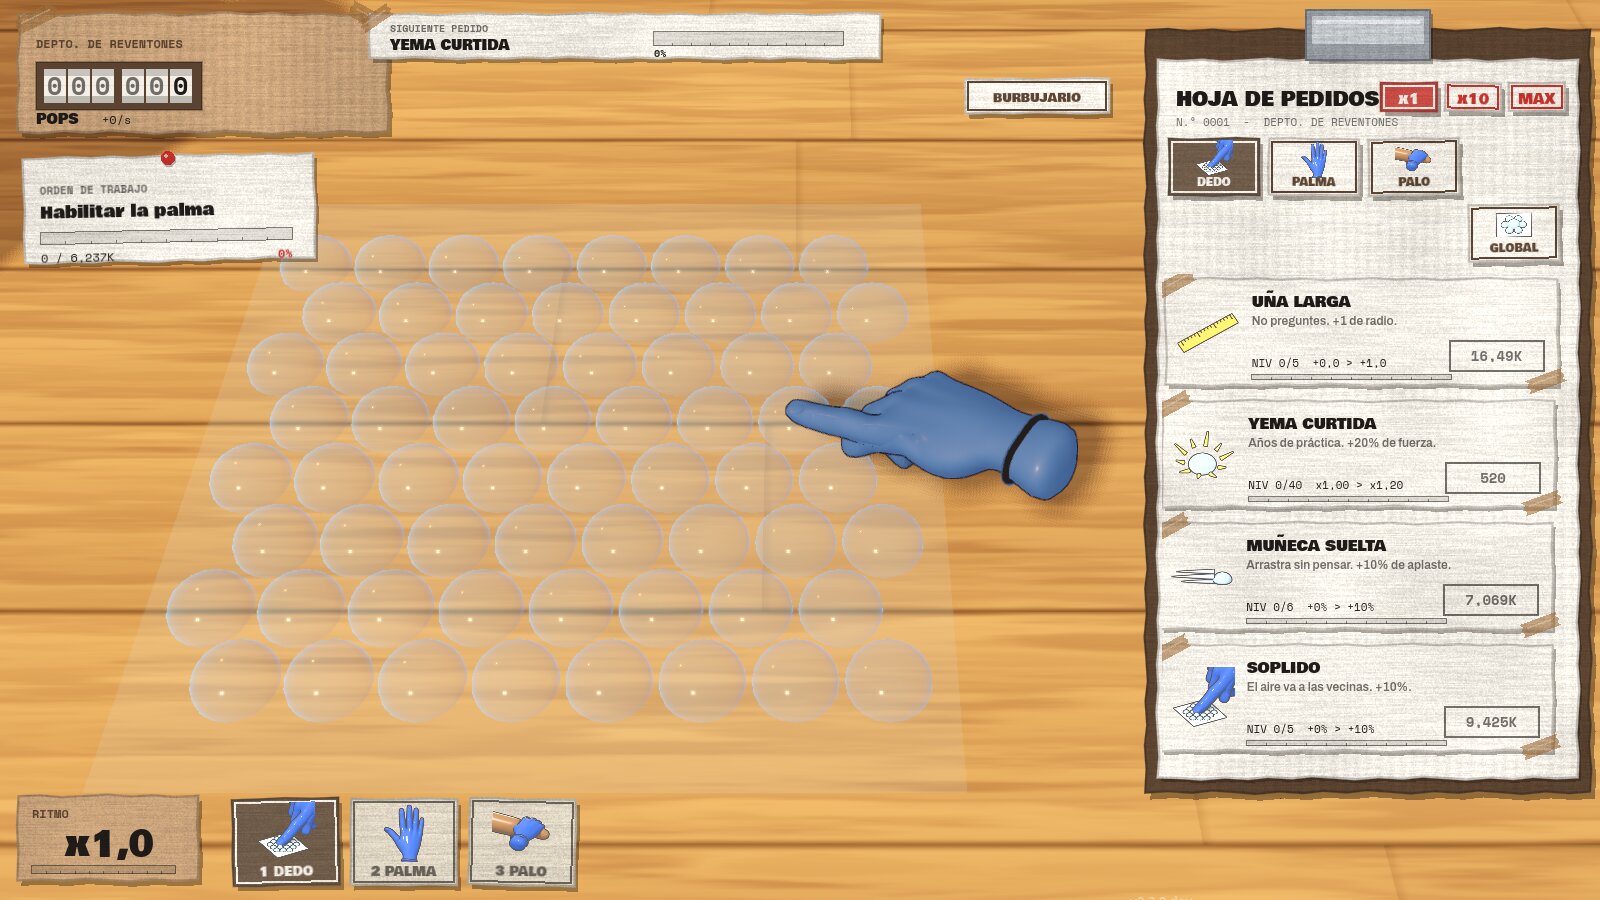 DEPTO. DE REVENTONES
000 000
POPS +0/s
SIGUIENTE PEDIDO
YEMA CURTIDA
0%
BURBUJARIO
ORDEN DE TRABAJO
Habilitar la palma
0 / 6,237K 0%
HOJA DE PEDIDOS x1 x10 MAX
N.° 0001 - DEPTO. DE REVENTONES
DEDO PALMA PALO
GLOBAL
UÑA LARGA
No preguntes. +1 de radio.
NIV 0/5 +0,0 > +1,0 16,49K
YEMA CURTIDA
Años de práctica. +20% de fuerza.
NIV 0/40 x1,00 > x1,20 520
MUÑECA SUELTA
Arrastra sin pensar. +10% de aplaste.
NIV 0/6 +0% > +10% 7,069K
SOPLIDO
El aire va a las vecinas. +10%.
NIV 0/5 +0% > +10% 9,425K
RITMO
x1,0
1 DEDO 2 PALMA 3 PALO